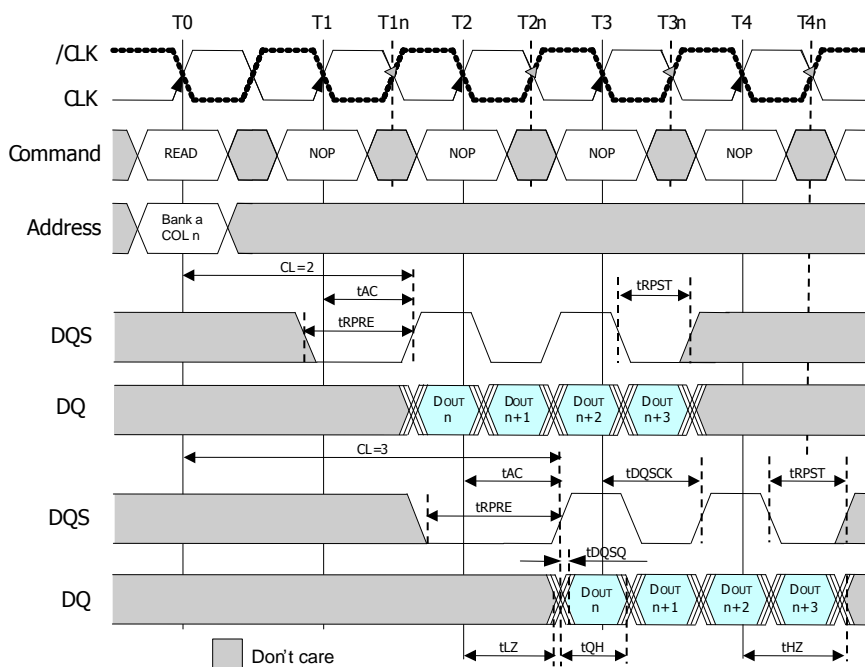 T0 T1 T1n T2 T2n T3 T3n T4 T4n
/CLK
CLK
Command READ NOP NOP NOP NOP
Address Bank a
COL n
CL=2
tAC
tRPST
tRPRE
DQS
DQ
DOUT n
DOUT n+1
DOUT n+2
DOUT n+3
CL=3
tAC
tDQSCK
tRPST
tRPRE
DQS
tDQSQ
DQ
DOUT n
DOUT n+1
DOUT n+2
DOUT n+3
tLZ tQH tHZ
Don't care